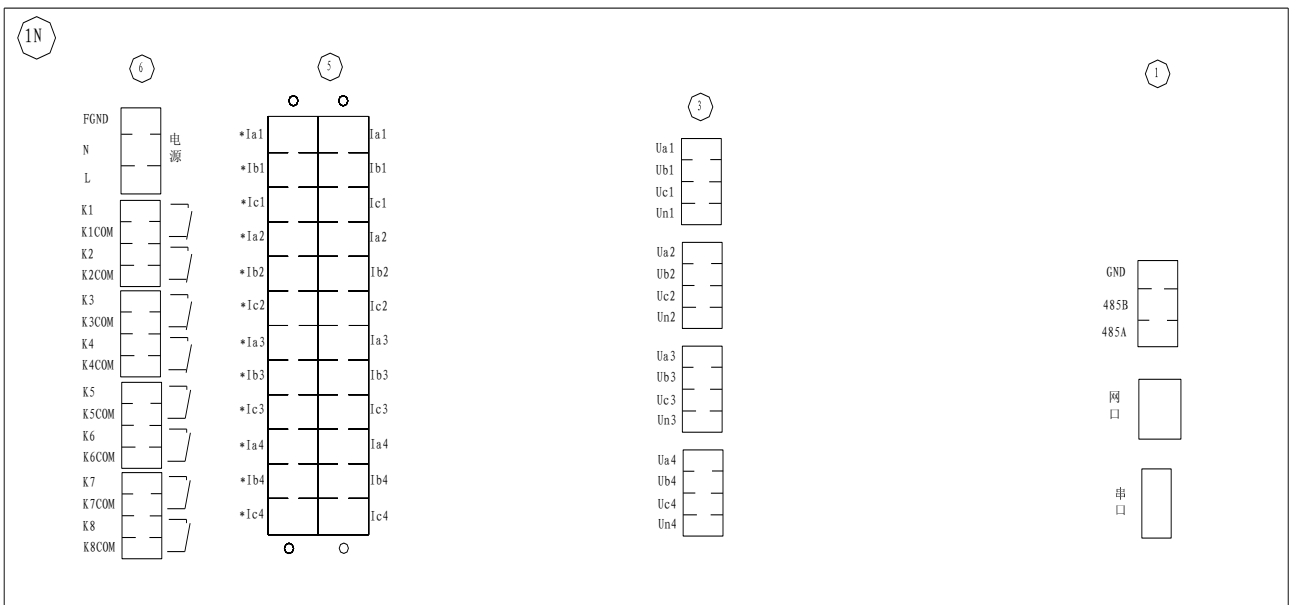 1N
6
FGND
N
L
电
源
K1
K1COM
K2
K2COM
K3
K3COM
K4
K4COM
K5
K5COM
K6
K6COM
K7
K7COM
K8
K8COM
5
*Ia1 Ia1
*Ib1 Ib1
*Ic1 Ic1
*Ia2 Ia2
*Ib2 Ib2
*Ic2 Ic2
*Ia3 Ia3
*Ib3 Ib3
*Ic3 Ic3
*Ia4 Ia4
*Ib4 Ib4
*Ic4 Ic4
3
Ua1
Ub1
Uc1
Un1
Ua2
Ub2
Uc2
Un2
Ua3
Ub3
Uc3
Un3
Ua4
Ub4
Uc4
Un4
1
GND
485B
485A
网
口
串
口